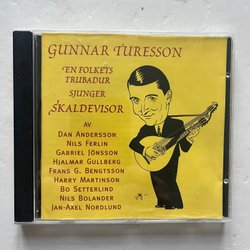 GUNNAR TURESSON
EN FOLKETS
TRUBADUR
SJUNGER
SKALDEVISOR
AV
DAN ANDERSSON
NILS FERLIN
GABRIEL JÖNSSON
HJALMAR GULLBERG
FRANS G. BENGTSSON
HARRY MARTINSON
BO SETTERLIND
NILS BOLANDER
JAN-AXEL NORDLUND